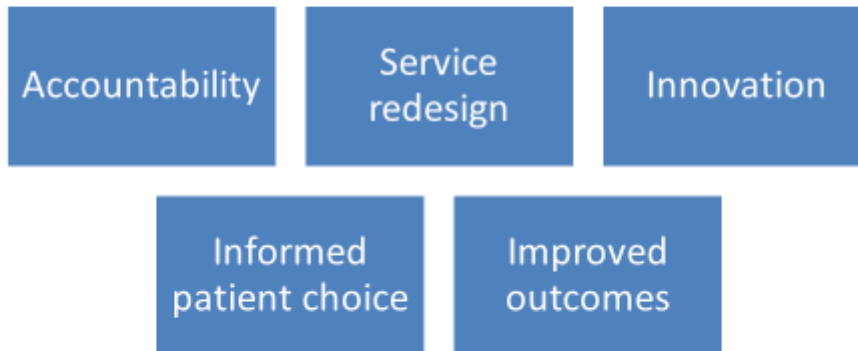 Accountability
Service
redesign
Innovation
Informed
patient choice
Improved
outcomes